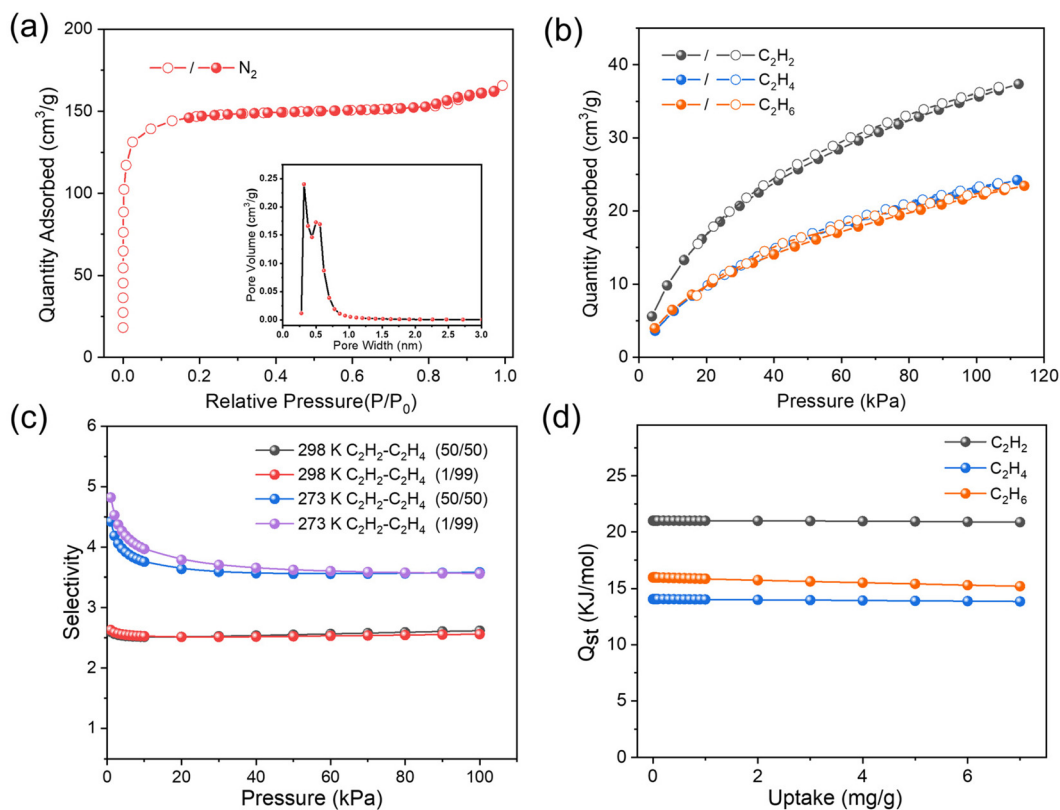 (a)
200
150
100
50
0
Quantity Adsorbed (cm³/g)
/ N₂
0.0 0.2 0.4 0.6 0.8 1.0
Relative Pressure(P/P₀)
0.25
0.20
0.15
0.10
0.05
0.00
Pore Volume (cm³/g)
0.0 0.5 1.0 1.5 2.0 2.5 3.0
Pore Width (nm)
(b)
40
30
20
10
0
Quantity Adsorbed (cm³/g)
/ C₂H₂
/ C₂H₄
/ C₂H₆
0 20 40 60 80 100 120
Pressure (kPa)
(c)
6
5
4
3
2
1
Selectivity
298 K C₂H₂-C₂H₄ (50/50)
298 K C₂H₂-C₂H₄ (1/99)
273 K C₂H₂-C₂H₄ (50/50)
273 K C₂H₂-C₂H₄ (1/99)
0 20 40 60 80 100
Pressure (kPa)
(d)
25
20
15
10
5
0
Qst (KJ/mol)
C₂H₂
C₂H₄
C₂H₆
0 2 4 6
Uptake (mg/g)